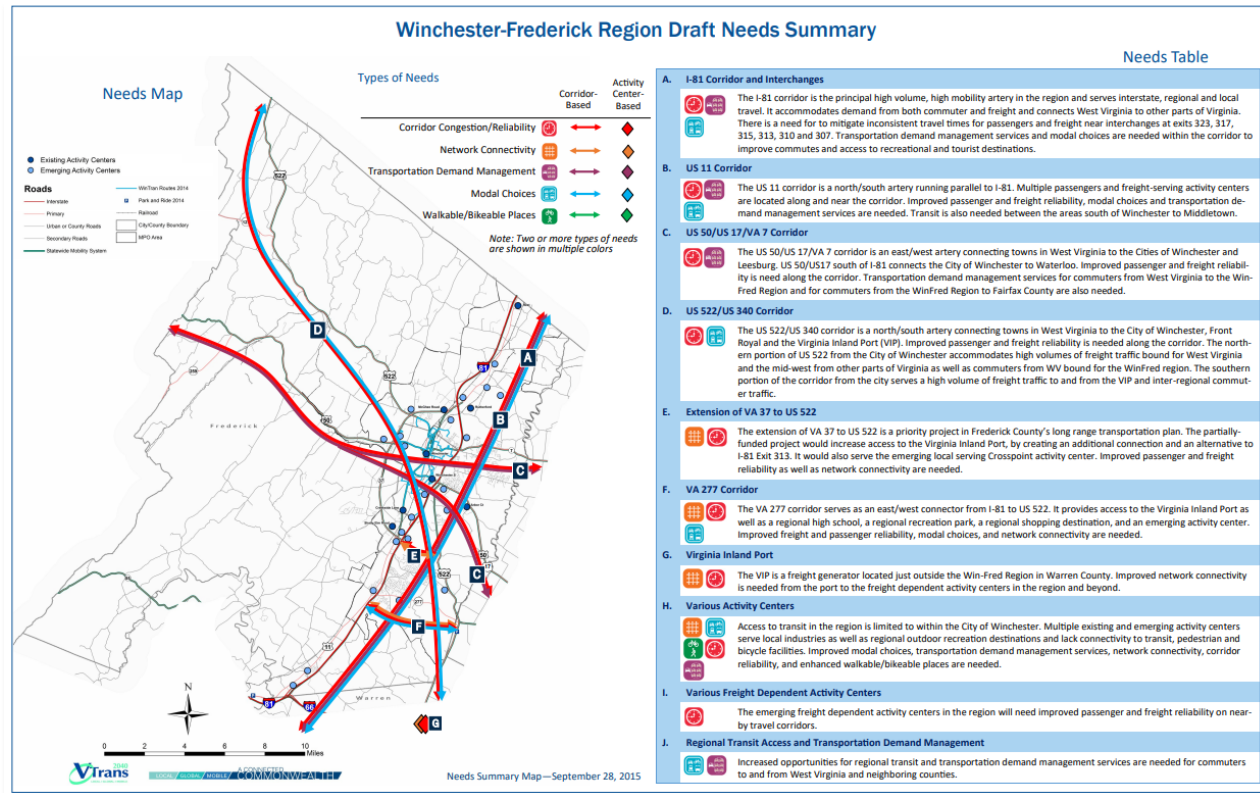 Winchester-Frederick Region Draft Needs Summary
Needs Map
Types of Needs
Corridor-
Based
Activity
Center-
Based
Corridor Congestion/Reliability
Network Connectivity
Transportation Demand Management
Modal Choices
Walkable/Bikeable Places
Note: Two or more types of needs
are shown in multiple colors
Existing Activity Centers
Emerging Activity Centers
Roads
Interstate
Primary
Urban or County Roads
Secondary Roads
Statewide Mobility System
WinTran Routes 2014
Park and Ride 2014
Railroad
City/County Boundary
MPO Area
522
D
A
81
522
B
50
Frederick
C
E
50
C
522
277
F
11
Warren
81
66
G
N
0 2 4 6 8 10
Miles
VTrans
2040
LOCAL GLOBAL MOBILE
A CONNECTED
COMMONWEALTH
Needs Summary Map—September 28, 2015
Needs Table
A. I-81 Corridor and Interchanges
The I-81 corridor is the principal high volume, high mobility artery in the region and serves interstate, regional and local
travel. It accommodates demand from both commuter and freight and connects West Virginia to other parts of Virginia.
There is a need for to mitigate inconsistent travel times for passengers and freight near interchanges at exits 323, 317,
315, 313, 310 and 307. Transportation demand management services and modal choices are needed within the corridor to
improve commutes and access to recreational and tourist destinations.
B. US 11 Corridor
The US 11 corridor is a north/south artery running parallel to I-81. Multiple passengers and freight-serving activity centers
are located along and near the corridor. Improved passenger and freight reliability, modal choices and transportation de-
mand management services are needed. Transit is also needed between the areas south of Winchester to Middletown.
C. US 50/US 17/VA 7 Corridor
The US 50/US 17/VA 7 corridor is an east/west artery connecting towns in West Virginia to the Cities of Winchester and
Leesburg. US 50/US17 south of I-81 connects the City of Winchester to Waterloo. Improved passenger and freight reliabil-
ity is need along the corridor. Transportation demand management services for commuters from West Virginia to the Win-
Fred Region and for commuters from the WinFred Region to Fairfax County are also needed.
D. US 522/US 340 Corridor
The US 522/US 340 corridor is a north/south artery connecting towns in West Virginia to the City of Winchester, Front
Royal and the Virginia Inland Port (VIP). Improved passenger and freight reliability is needed along the corridor. The north-
ern portion of US 522 from the City of Winchester accommodates high volumes of freight traffic bound for West Virginia
and the mid-west from other parts of Virginia as well as commuters from WV bound for the WinFred region. The southern
portion of the corridor from the city serves a high volume of freight traffic to and from the VIP and inter-regional commut-
er traffic.
E. Extension of VA 37 to US 522
The extension of VA 37 to US 522 is a priority project in Frederick County's long range transportation plan. The partially-
funded project would increase access to the Virginia Inland Port, by creating an additional connection and an alternative to
I-81 Exit 313. It would also serve the emerging local serving Crosspoint activity center. Improved passenger and freight
reliability as well as network connectivity are needed.
F. VA 277 Corridor
The VA 277 corridor serves as an east/west connector from I-81 to US 522. It provides access to the Virginia Inland Port as
well as a regional high school, a regional recreation park, a regional shopping destination, and an emerging activity center.
Improved freight and passenger reliability, modal choices, and network connectivity are needed.
G. Virginia Inland Port
The VIP is a freight generator located just outside the Win-Fred Region in Warren County. Improved network connectivity
is needed from the port to the freight dependent activity centers in the region and beyond.
H. Various Activity Centers
Access to transit in the region is limited to within the City of Winchester. Multiple existing and emerging activity centers
serve local industries as well as regional outdoor recreation destinations and lack connectivity to transit, pedestrian and
bicycle facilities. Improved modal choices, transportation demand management services, network connectivity, corridor
reliability, and enhanced walkable/bikeable places are needed.
I. Various Freight Dependent Activity Centers
The emerging freight dependent activity centers in the region will need improved passenger and freight reliability on near-
by travel corridors.
J. Regional Transit Access and Transportation Demand Management
Increased opportunities for regional transit and transportation demand management services are needed for commuters
to and from West Virginia and neighboring counties.